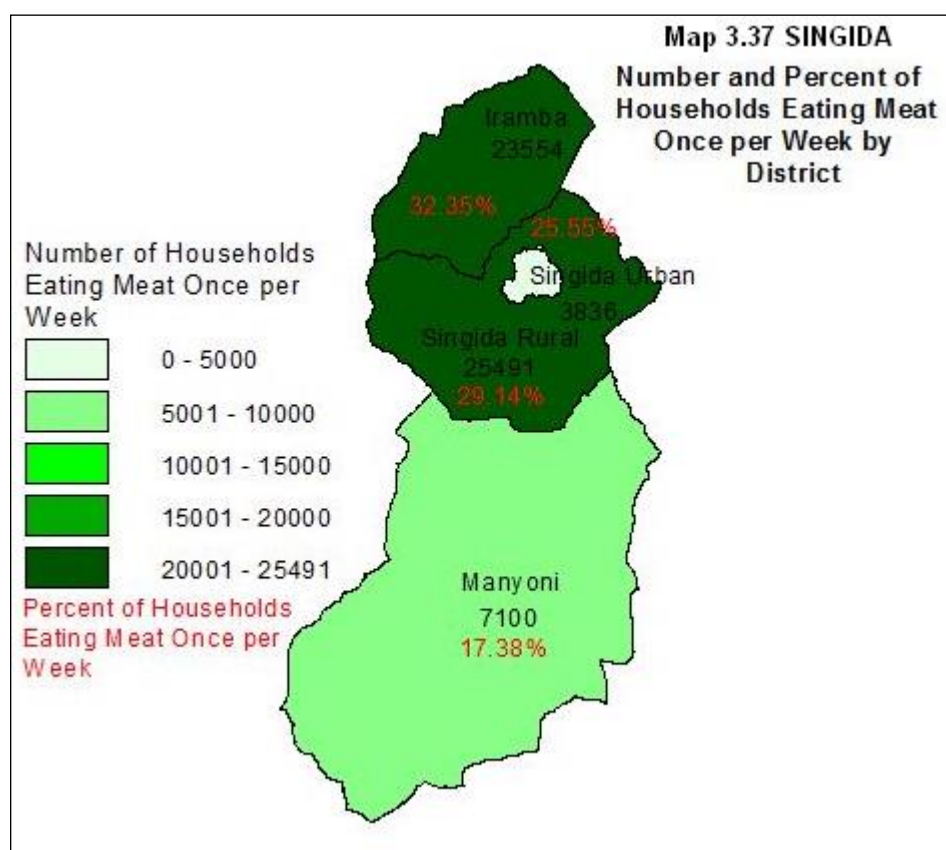 Map 3.37 SINGIDA
Number and Percent of
Households Eating Meat
Once per Week by
District
Iramba
23554
32.35%
25.55%
Singida Urban
3836
Singida Rural
25491
29.14%
Manyoni
7100
17.38%
Number of Households
Eating Meat Once per
Week
0 - 5000
5001 - 10000
10001 - 15000
15001 - 20000
20001 - 25491
Percent of Households
Eating Meat Once per
Week